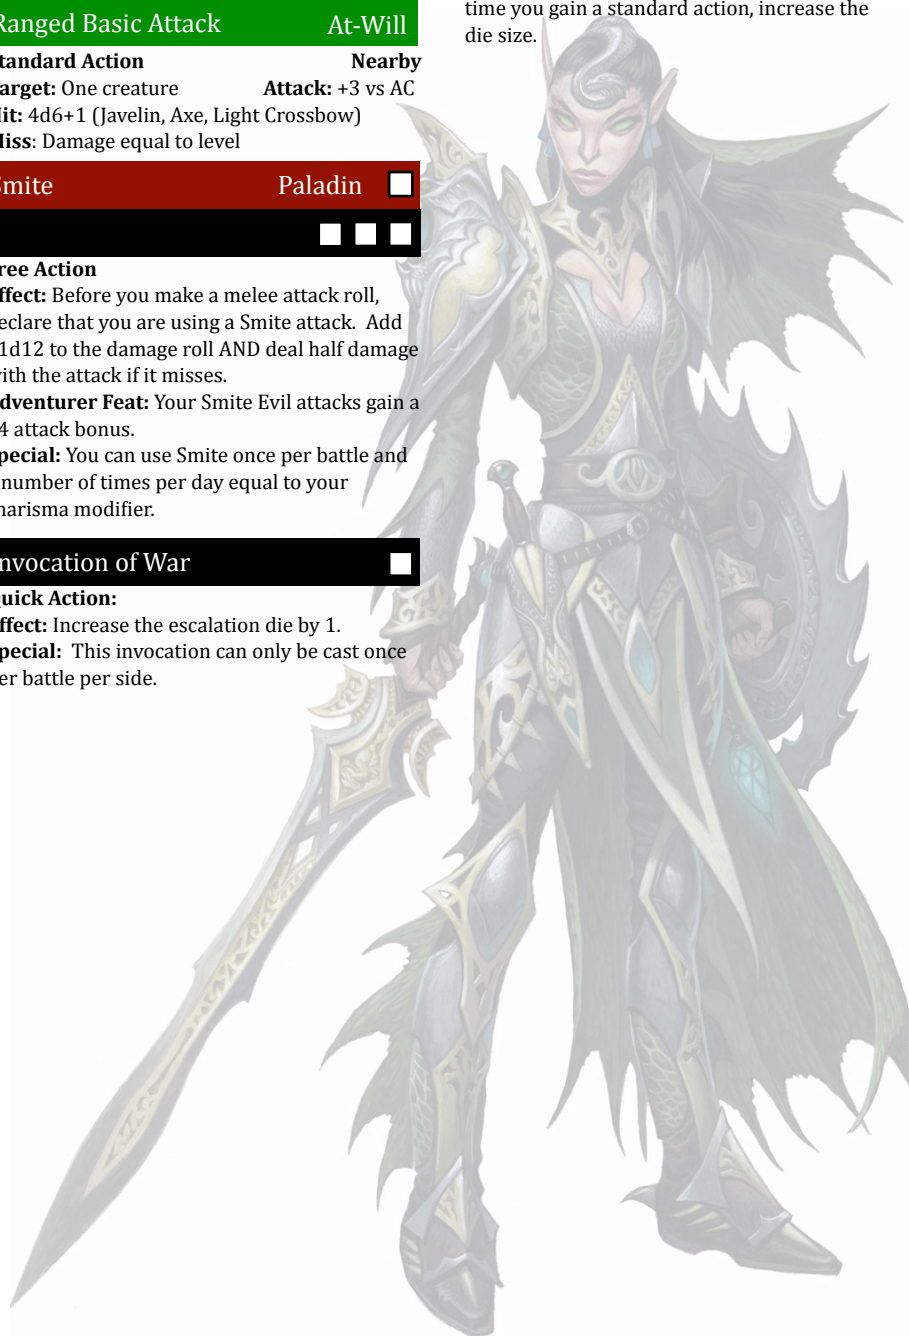 Ranged Basic Attack At-Will
tandard Action Nearby
arget: One creature Attack: +3 vs AC
it: 4d6+1 (Javelin, Axe, Light Crossbow)
iss: Damage equal to level
mite Paladin
ree Action
ffect: Before you make a melee attack roll,
eclare that you are using a Smite attack. Add
1d12 to the damage roll AND deal half damage
ith the attack if it misses.
dventurer Feat: Your Smite Evil attacks gain a
4 attack bonus.
pecial: You can use Smite once per battle and
number of times per day equal to your
harisma modifier.
nvocation of War
uick Action:
ffect: Increase the escalation die by 1.
pecial: This invocation can only be cast once
er battle per side.
time you gain a standard action, increase the
die size.